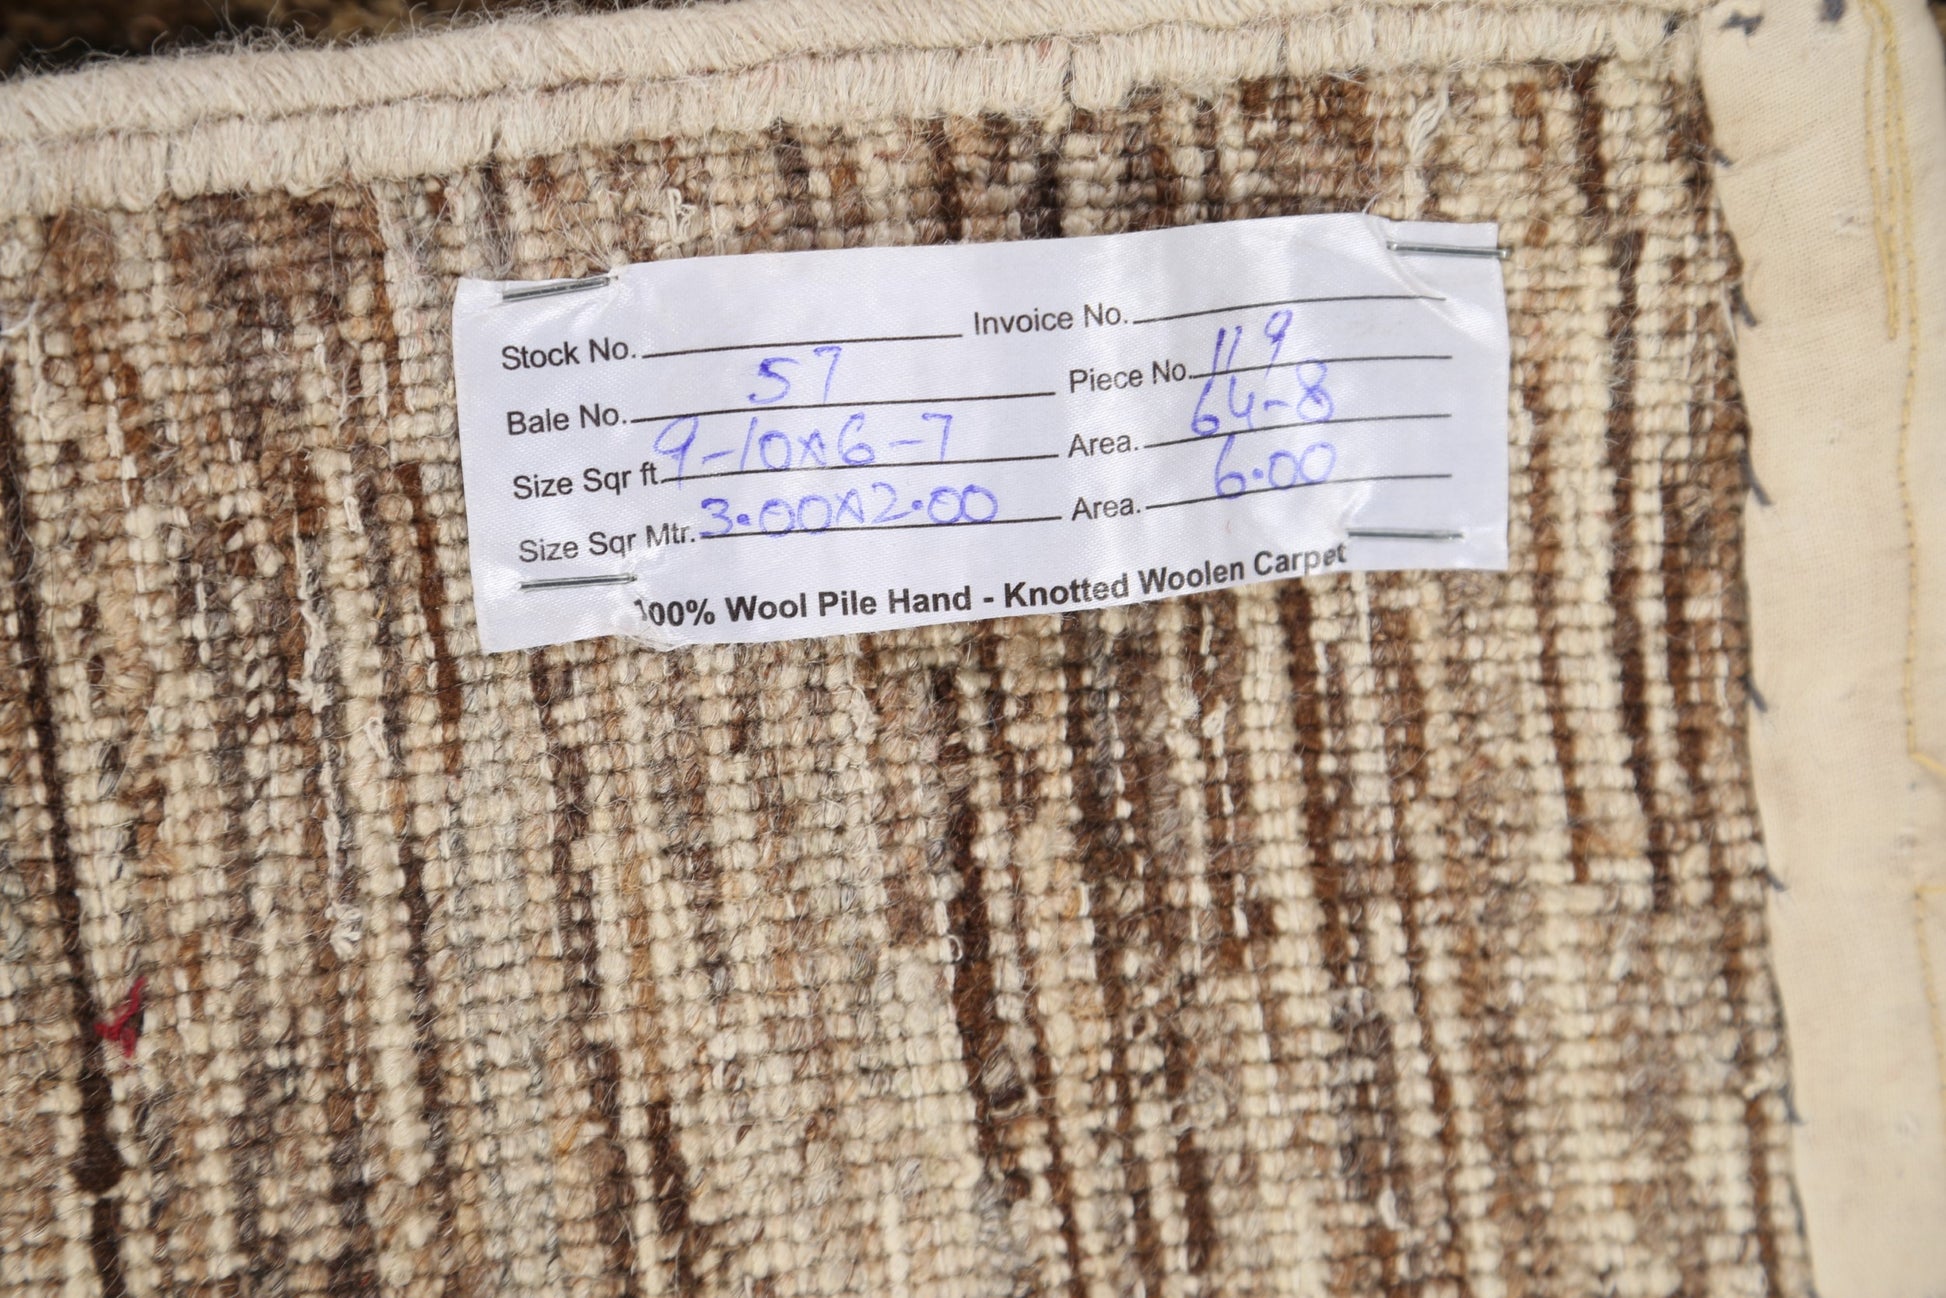 Stock No. Invoice No.
Bale No. 57 Piece No. 119
Size Sqr ft. 9-10x6-7 Area. 64-8
Size Sqr Mtr. 3.00x2.00 Area. 6.00
100% Wool Pile Hand - Knotted Woolen Carpet